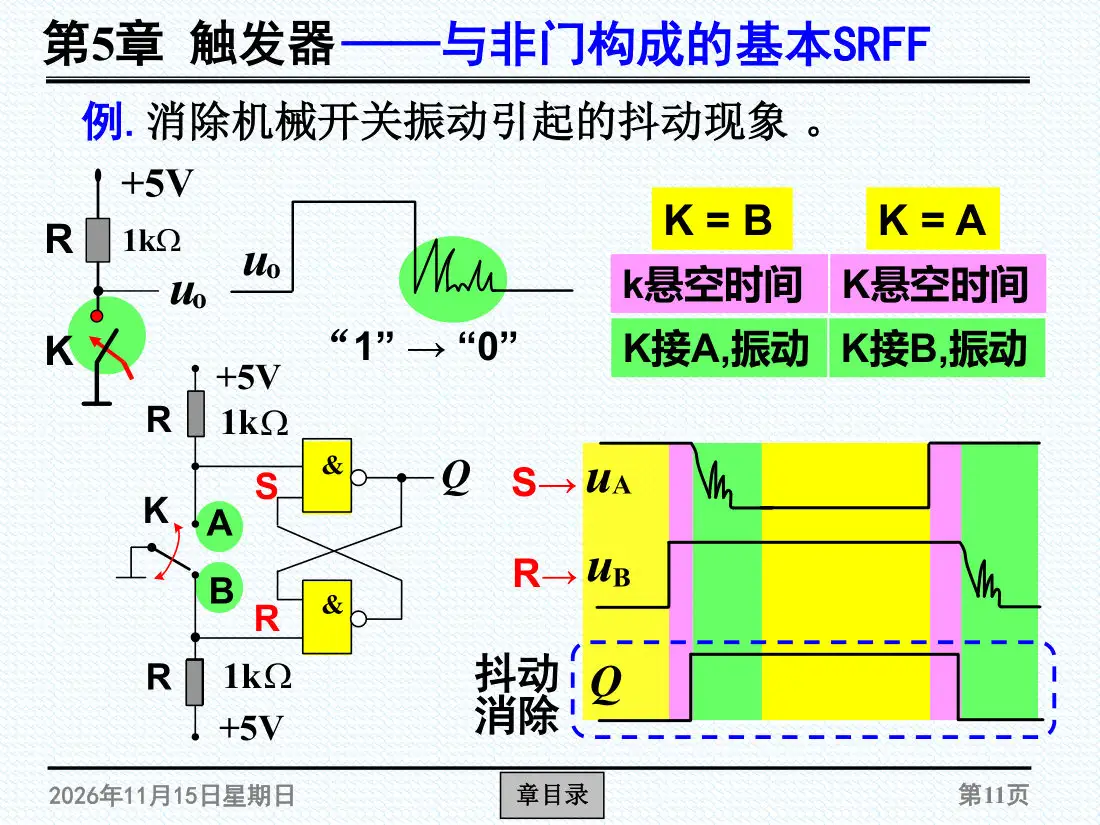 第5章 触发器——与非门构成的基本SRFF
例. 消除机械开关振动引起的抖动现象 。
+5V
R
1kΩ
uo
K
uo
“1” → “0”
K = B
K = A
k悬空时间
K悬空时间
K接A,振动
K接B,振动
+5V
R
1kΩ
&
Q
S
K
A
B
R
&
R
1kΩ
+5V
S→ uA
R→ uB
抖动
消除
Q
2026年11月15日星期日
章目录
第11页